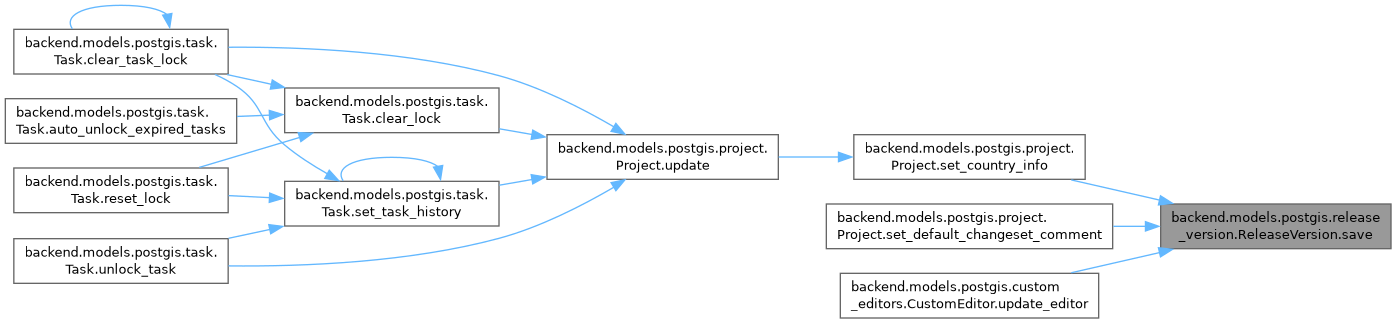 backend.models.postgis.task.
Task.clear_task_lock
backend.models.postgis.task.
Task.auto_unlock_expired_tasks
backend.models.postgis.task.
Task.reset_lock
backend.models.postgis.task.
Task.unlock_task
backend.models.postgis.task.
Task.clear_lock
backend.models.postgis.task.
Task.set_task_history
backend.models.postgis.project.
Project.update
backend.models.postgis.project.
Project.set_country_info
backend.models.postgis.project.
Project.set_default_changeset_comment
backend.models.postgis.custom
_editors.CustomEditor.update_editor
backend.models.postgis.release
_version.ReleaseVersion.save